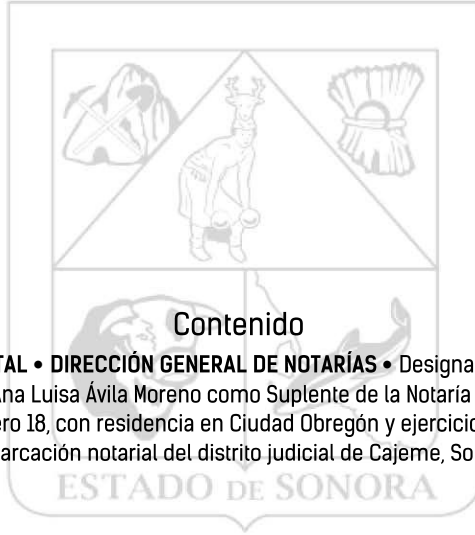 Contenido
TAL • DIRECCIÓN GENERAL DE NOTARÍAS • Designa
na Luisa Ávila Moreno como Suplente de la Notaría
ro 18, con residencia en Ciudad Obregón y ejercicio
arcación notarial del distrito judicial de Cajeme, So
ESTADO DE SONORA